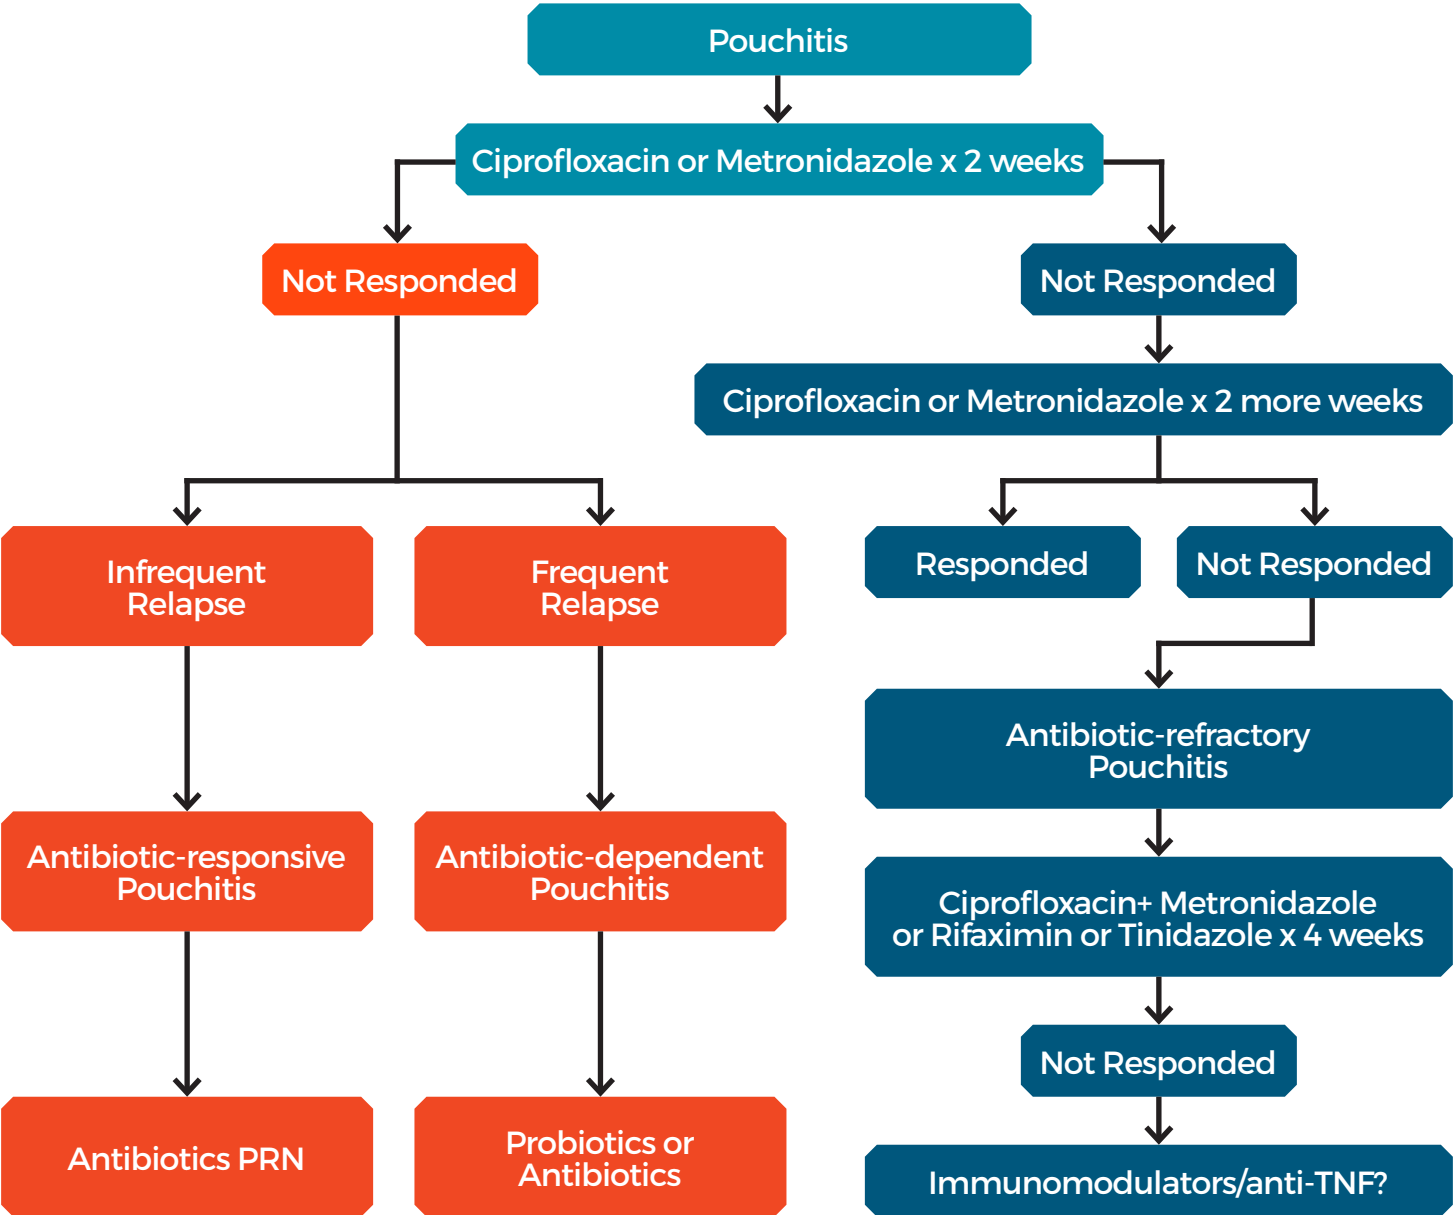 Pouchitis
Ciprofloxacin or Metronidazole x 2 weeks
Not Responded
Not Responded
Ciprofloxacin or Metronidazole x 2 more weeks
Infrequent
Relapse
Frequent
Relapse
Responded
Not Responded
Antibiotic-refractory
Pouchitis
Antibiotic-responsive
Pouchitis
Antibiotic-dependent
Pouchitis
Ciprofloxacin+ Metronidazole
or Rifaximin or Tinidazole x 4 weeks
Not Responded
Antibiotics PRN
Probiotics or
Antibiotics
Immunomodulators/anti-TNF?